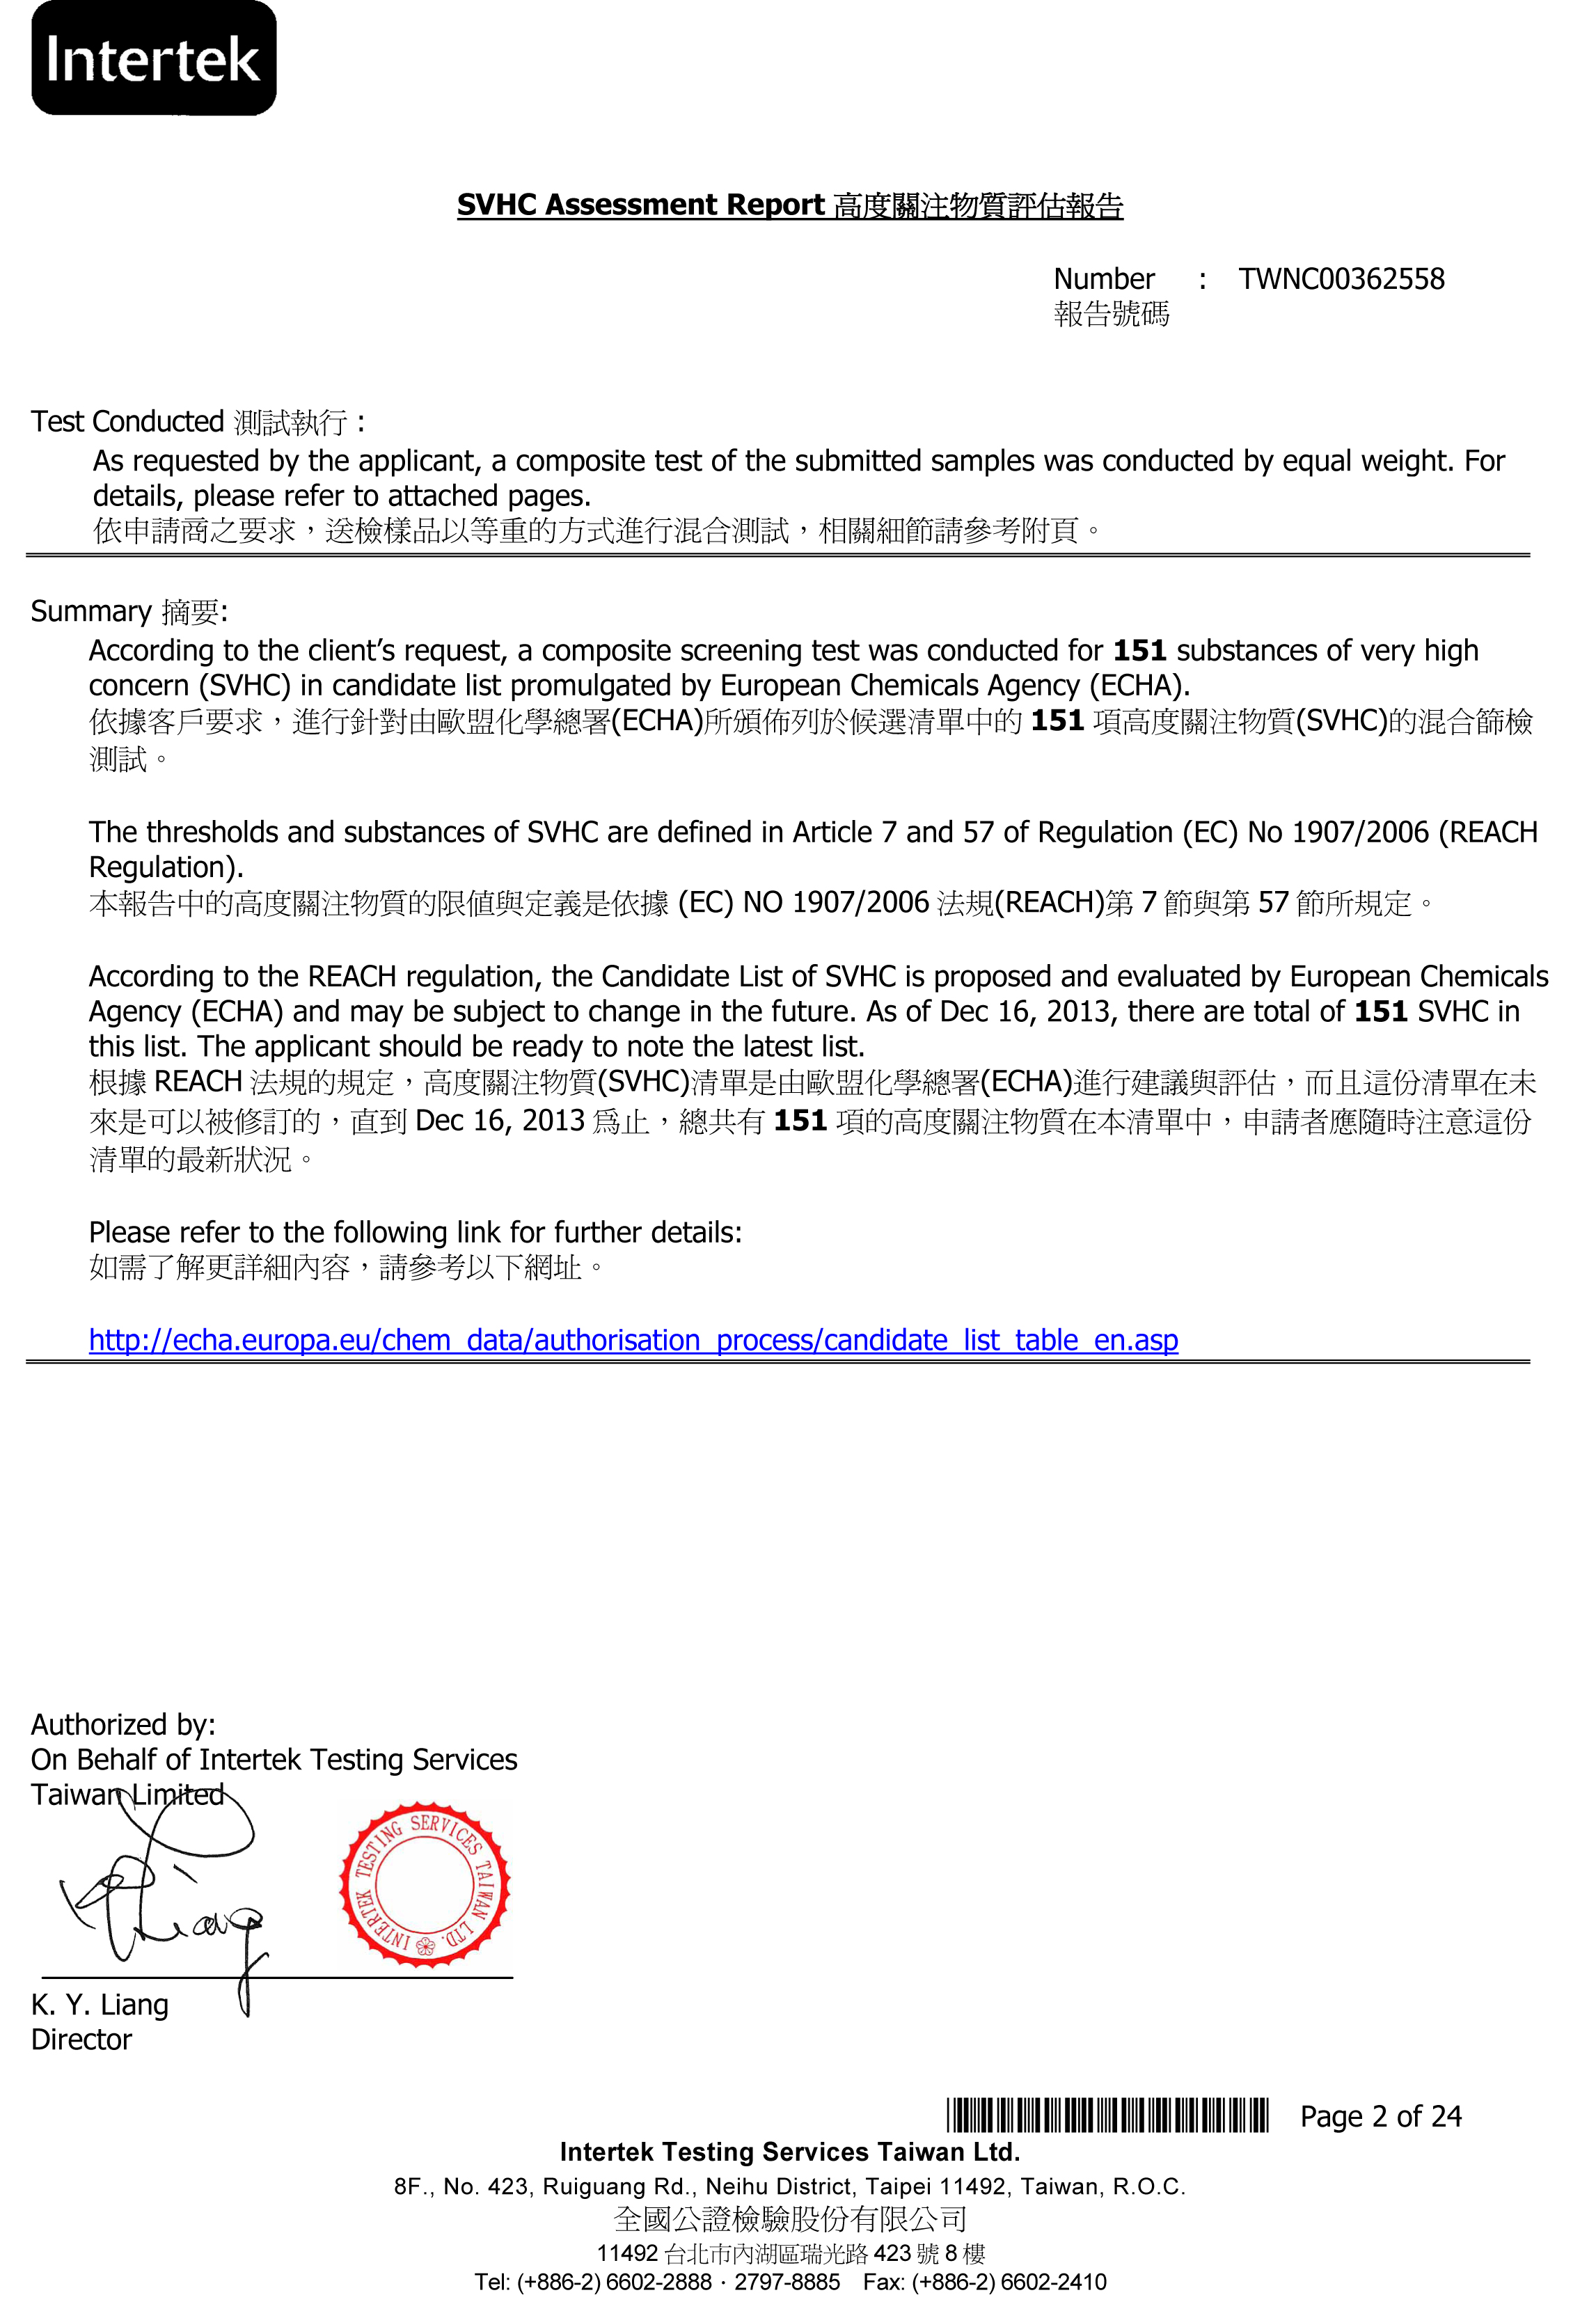 Intertek
SVHC Assessment Report 高度關注物質評估報告
Number : TWNC00362558
報告號碼
Test Conducted 測試執行 :
As requested by the applicant, a composite test of the submitted samples was conducted by equal weight. For
details, please refer to attached pages.
依申請商之要求，送檢樣品以等重的方式進行混合測試，相關細節請參考附頁。
Summary 摘要:
According to the client’s request, a composite screening test was conducted for 151 substances of very high
concern (SVHC) in candidate list promulgated by European Chemicals Agency (ECHA).
依據客戶要求，進行針對由歐盟化學總署(ECHA)所頒佈列於候選清單中的 151 項高度關注物質(SVHC)的混合篩檢
測試。
The thresholds and substances of SVHC are defined in Article 7 and 57 of Regulation (EC) No 1907/2006 (REACH
Regulation).
本報告中的高度關注物質的限值與定義是依據 (EC) NO 1907/2006 法規(REACH)第 7 節與第 57 節所規定。
According to the REACH regulation, the Candidate List of SVHC is proposed and evaluated by European Chemicals
Agency (ECHA) and may be subject to change in the future. As of Dec 16, 2013, there are total of 151 SVHC in
this list. The applicant should be ready to note the latest list.
根據 REACH 法規的規定，高度關注物質(SVHC)清單是由歐盟化學總署(ECHA)進行建議與評估，而且這份清單在未
來是可以被修訂的，直到 Dec 16, 2013 為止，總共有 151 項的高度關注物質在本清單中，申請者應隨時注意這份
清單的最新狀況。
Please refer to the following link for further details:
如需了解更詳細內容，請參考以下網址。
http://echa.europa.eu/chem_data/authorisation_process/candidate_list_table_en.asp
Authorized by:
On Behalf of Intertek Testing Services
Taiwan Limited
K Liang
INTERTEK TESTING SERVICES TAIWAN LTD.
K. Y. Liang
Director
Page 2 of 24
Intertek Testing Services Taiwan Ltd.
8F., No. 423, Ruiguang Rd., Neihu District, Taipei 11492, Taiwan, R.O.C.
全國公證檢驗股份有限公司
11492 台北市內湖區瑞光路 423 號 8 樓
Tel: (+886-2) 6602-2888．2797-8885 Fax: (+886-2) 6602-2410